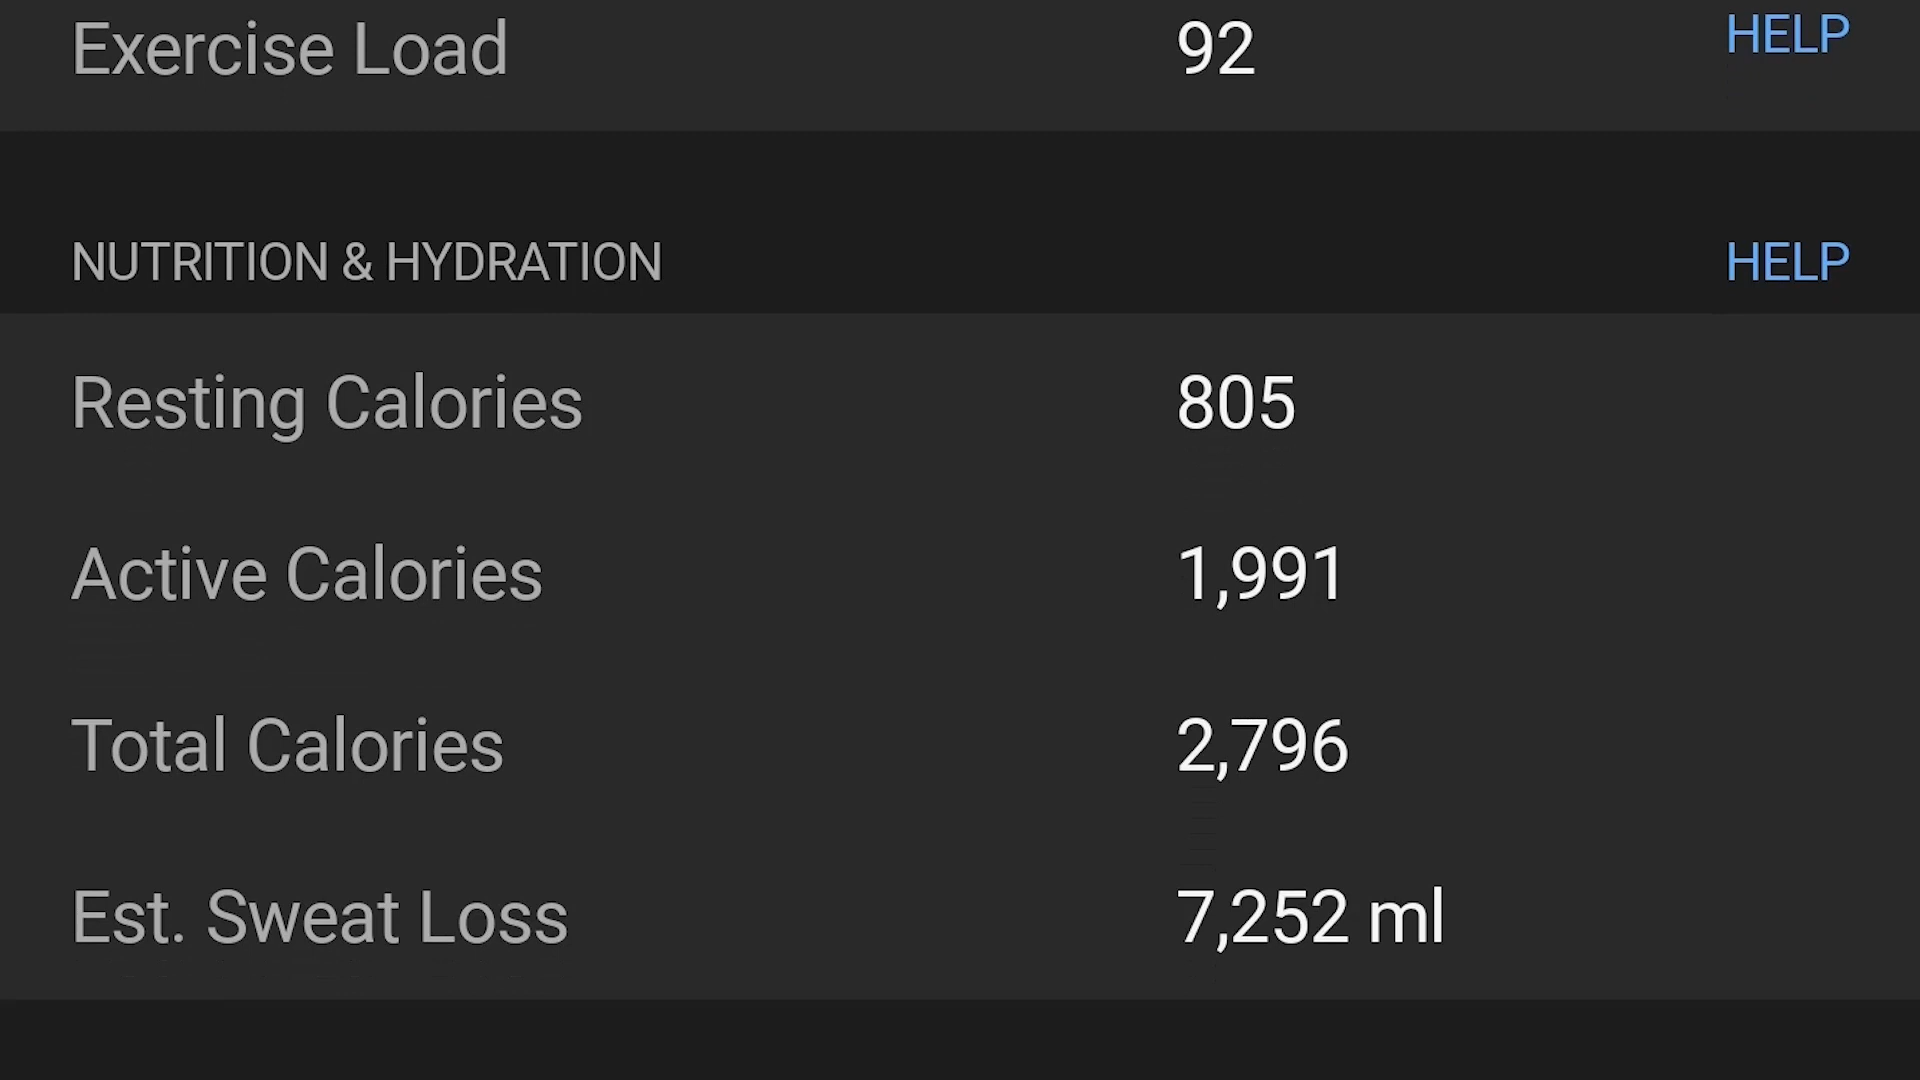 Exercise Load 92 HELP
NUTRITION & HYDRATION HELP
Resting Calories 805
Active Calories 1,991
Total Calories 2,796
Est. Sweat Loss 7,252 ml